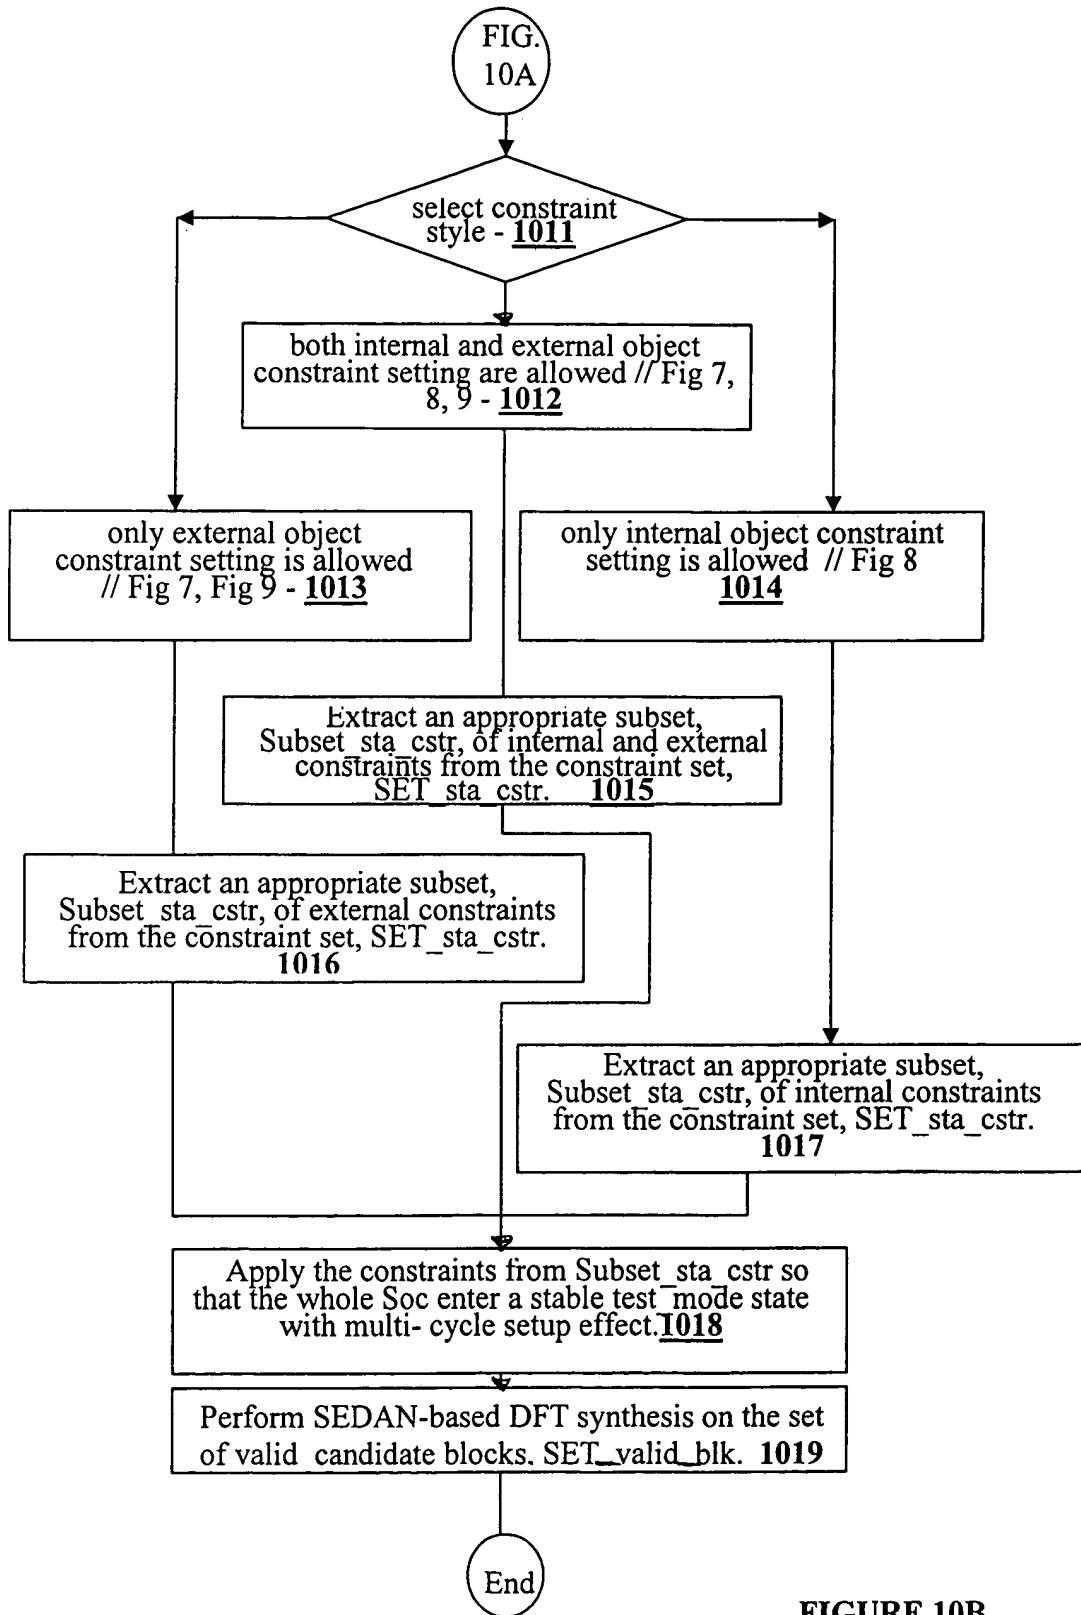 FIG.
10A
select constraint
style - 1011
both internal and external object
constraint setting are allowed // Fig 7,
8, 9 - 1012
only external object
constraint setting is allowed
// Fig 7, Fig 9 - 1013
only internal object constraint
setting is allowed // Fig 8
1014
Extract an appropriate subset,
Subset_sta_cstr, of internal and external
constraints from the constraint set,
SET_sta_cstr. 1015
Extract an appropriate subset,
Subset_sta_cstr, of external constraints
from the constraint set, SET_sta_cstr.
1016
Extract an appropriate subset,
Subset_sta_cstr, of internal constraints
from the constraint set, SET_sta_cstr.
1017
Apply the constraints from Subset_sta_cstr so
that the whole Soc enter a stable test_mode state
with multi- cycle setup effect.1018
Perform SEDAN-based DFT synthesis on the set
of valid candidate blocks, SET_valid_blk. 1019
End
FIGURE 10B